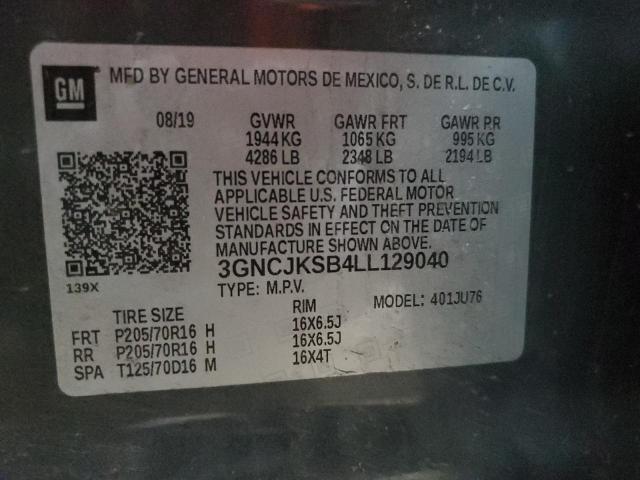 GM
MFD BY GENERAL MOTORS DE MEXICO, S. DE R.L. DE C.V.
08/19 GVWR GAWR FRT GAWR RR
1944 KG 1065 KG 995 KG
4286 LB 2348 LB 2194 LB
THIS VEHICLE CONFORMS TO ALL
APPLICABLE U.S. FEDERAL MOTOR
VEHICLE SAFETY AND THEFT PREVENTION
STANDARDS IN EFFECT ON THE DATE OF
MANUFACTURE SHOWN ABOVE.
3GNCJKSB4LL129040
139X
TYPE: M.P.V. MODEL: 401JU76
TIRE SIZE RIM
FRT P205/70R16 H 16X6.5J
RR P205/70R16 H 16X6.5J
SPA T125/70D16 M 16X4T